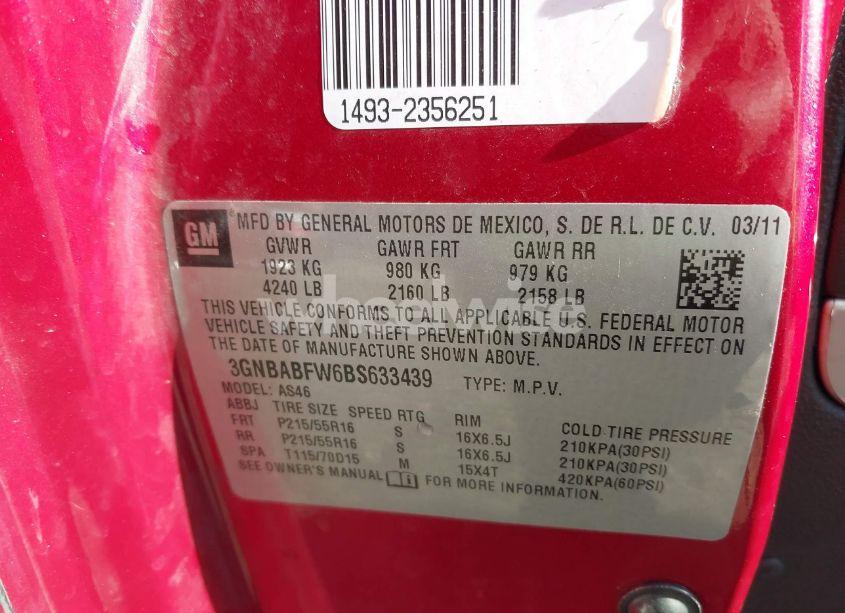 1493-2356251
GM ® MFD BY GENERAL MOTORS DE MEXICO, S. DE R.L. DE C.V. 03/11
GVWR GAWR FRT GAWR RR
1923 KG 980 KG 979 KG
4240 LB 2160 LB 2158 LB
THIS VEHICLE CONFORMS TO ALL APPLICABLE U.S. FEDERAL MOTOR
VEHICLE SAFETY AND THEFT PREVENTION STANDARDS IN EFFECT ON
THE DATE OF MANUFACTURE SHOWN ABOVE.
3GNBABFW6BS633439 TYPE: M.P.V.
MODEL: AS46
ABBJ TIRE SIZE SPEED RTG RIM COLD TIRE PRESSURE
FRT P215/55R16 S 16X6.5J 210KPA(30PSI)
RR P215/55R16 S 16X6.5J 210KPA(30PSI)
SPA T115/70D15 M 15X4T 420KPA(60PSI)
SEE OWNER'S MANUAL FOR MORE INFORMATION.